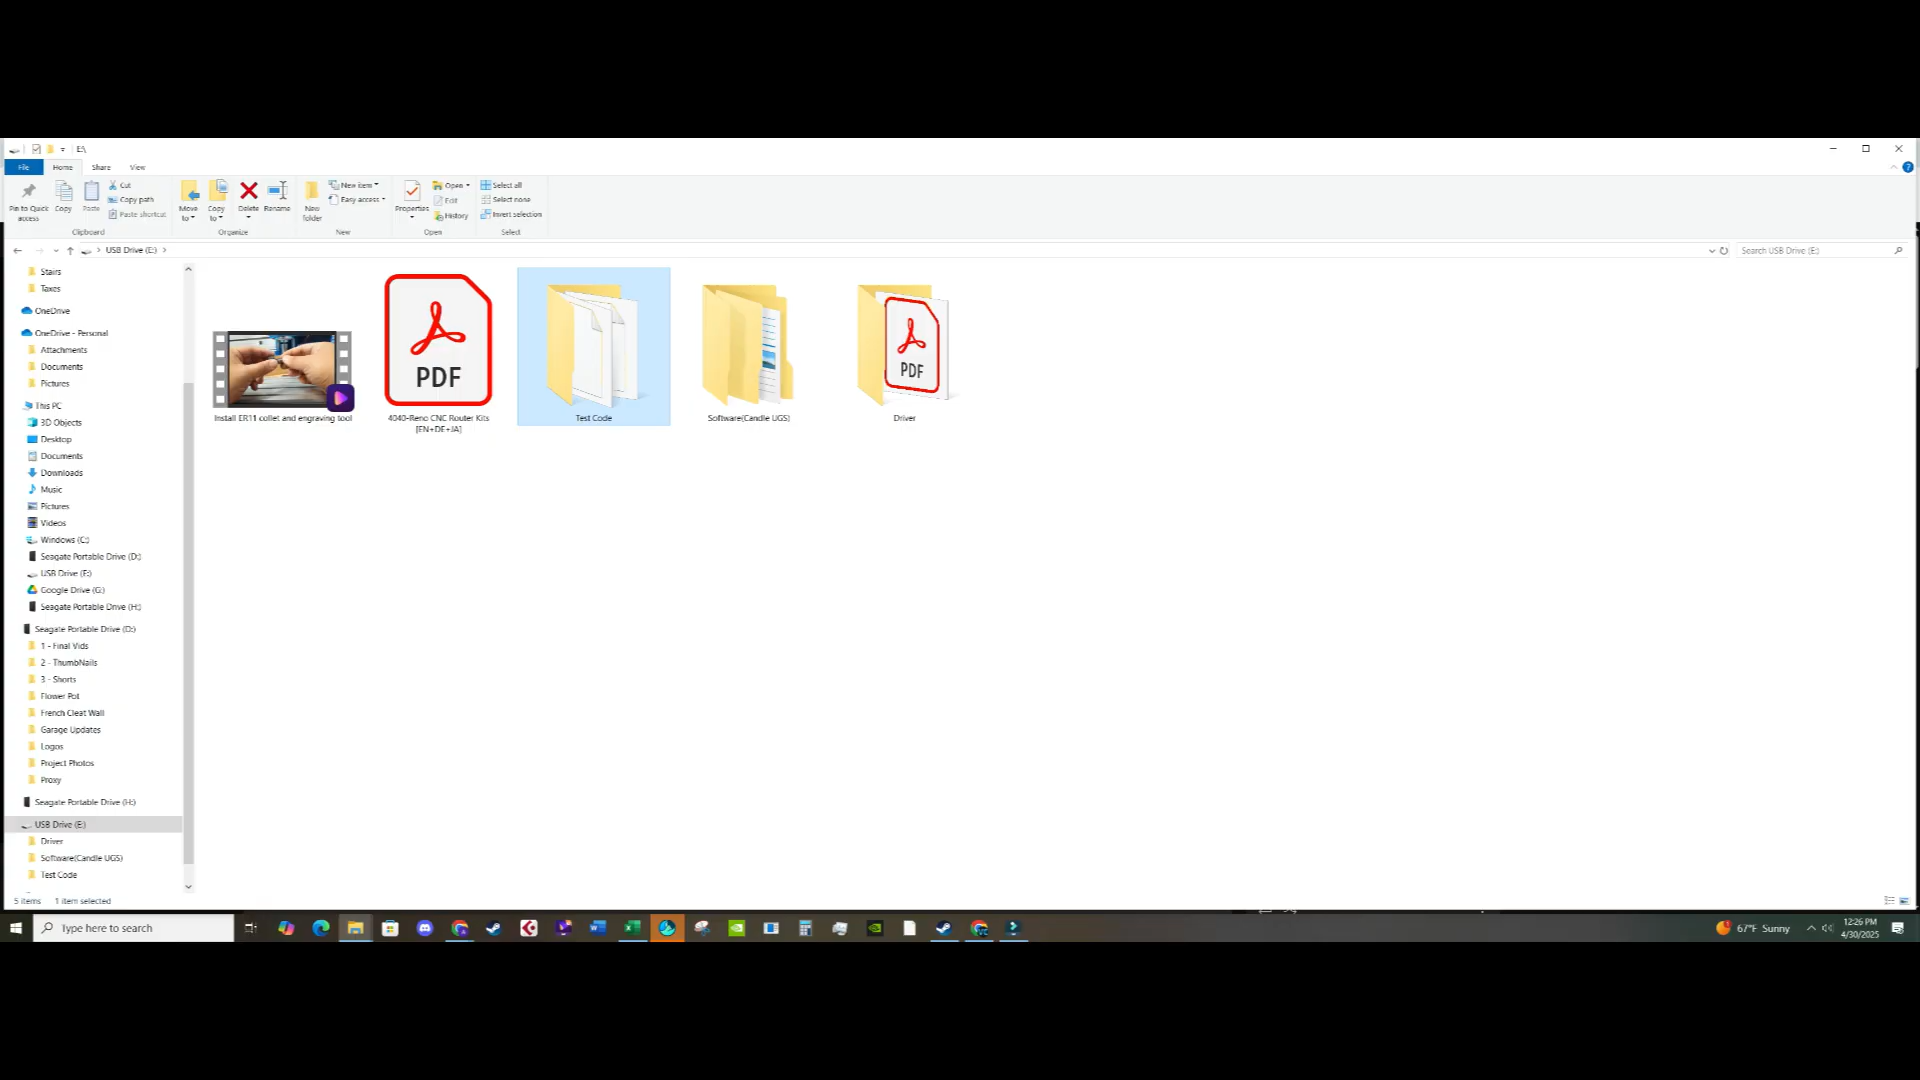 E:\
File Home Share View
Pin to Quick access
Copy
Paste
Cut
Copy path
Paste shortcut
Clipboard
Move to
Copy to
Delete
Rename
Organize
New folder
New item
Easy access
New
Properties
Open
Edit
History
Open
Select all
Select none
Invert selection
Select
USB Drive (E:)
Search USB Drive (E:)
Stairs
Taxes
OneDrive
OneDrive - Personal
Attachments
Documents
Pictures
This PC
3D Objects
Desktop
Documents
Downloads
Music
Pictures
Videos
Windows (C:)
Seagate Portable Drive (D:)
USB Drive (E:)
Google Drive (G:)
Seagate Portable Drive (H:)
Seagate Portable Drive (D:)
1 - Final Vids
2 - ThumbNails
3 - Shorts
Flower Pot
French Cleat Wall
Garage Updates
Logos
Project Photos
Proxy
Seagate Portable Drive (H:)
USB Drive (E:)
Driver
Software(Candle UGS)
Test Code
PDF
PDF
Install ER11 collet and engraving tool
4040-Reno CNC Router Kits
[EN+DE+JA]
Test Code
Software(Candle UGS)
Driver
5 items 1 item selected
Type here to search
67°F Sunny
12:26 PM
4/30/2025